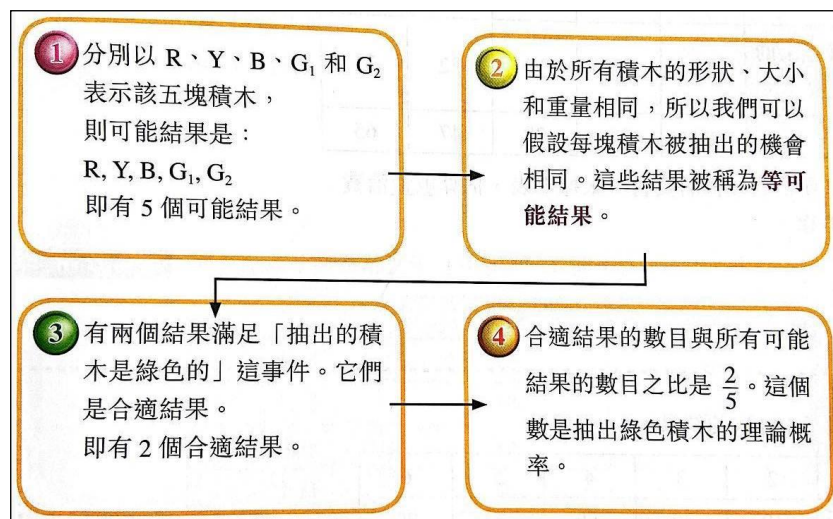 1 分別以 R、Y、B、G₁ 和 G₂
表示該五塊積木，
則可能結果是：
R, Y, B, G₁, G₂
即有 5 個可能結果。
2 由於所有積木的形狀、大小
和重量相同，所以我們可以
假設每塊積木被抽出的機會
相同。這些結果被稱為等可
能結果。
3 有兩個結果滿足「抽出的積
木是綠色的」這事件。它們
是合適結果。
即有 2 個合適結果。
4 合適結果的數目與所有可能
結果的數目之比是 2/5。這個
數是抽出綠色積木的理論概
率。